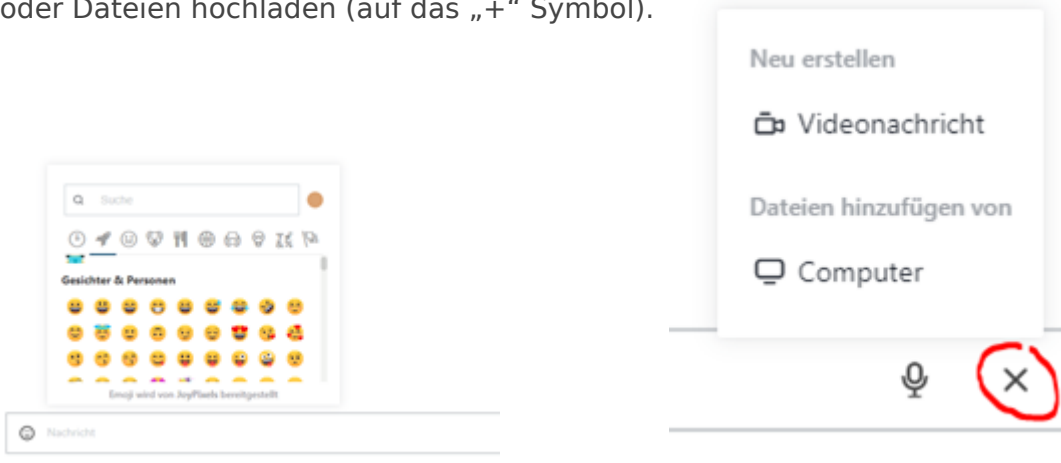 oder Dateien hochladen (auf das „+“ Symbol).
Suche
Gesichter & Personen
Emoji wird von JoyPixels bereitgestellt
Nachricht
Neu erstellen
Videonachricht
Dateien hinzufügen von
Computer